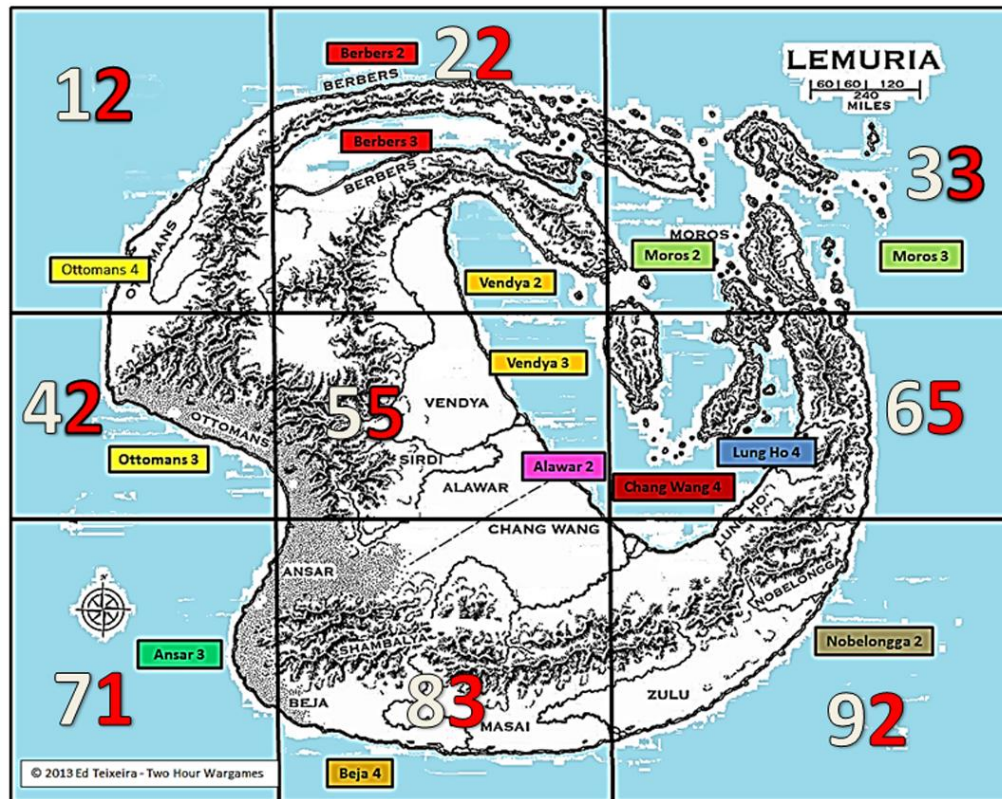 Berbers 2
22
BERBERS
12
LEMURIA
60 60 120
240
MILES
Berbers 3
BERBERS
33
OTTOMANS
MOROS
Moros 2
Moros 3
Ottomans 4
Vendya 2
Vendya 3
42
55
VENDYA
65
OTTOMANS
Ottomans 3
SIRDI
ALAWAR
Alawar 2
Lung Ho 4
Chang Wang 4
CHANG WANG
LUNG HO
ANSAR
NOBELONGGA
SHAMBALYA
Ansar 3
Nobelongga 2
71
BEJA
83
MASAI
ZULU
92
© 2013 Ed Teixeira - Two Hour Wargames
Beja 4